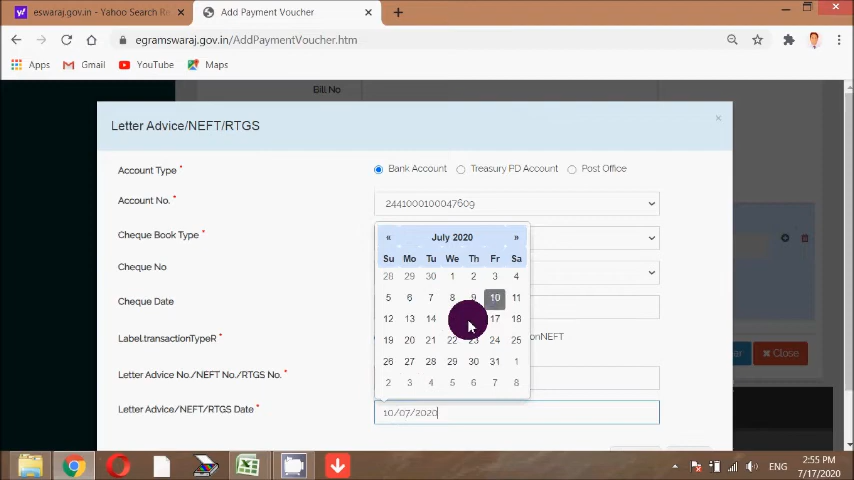 eswaraj.gov.in - Yahoo Search Re
Add Payment Voucher
egramswaraj.gov.in/AddPaymentVoucher.htm
Apps Gmail YouTube Maps
Bill.No
Letter Advice/NEFT/RTGS
Account Type * Bank Account Treasury PD Account Post Office
Account No. * 2441000100047609
Cheque Book Type *
Cheque No
Cheque Date
Label.transactionTypeR * onNEFT
Letter Advice No./NEFT No./RTGS No. *
Letter Advice/NEFT/RTGS Date * 10/07/2020
« July 2020 »
Su Mo Tu We Th Fr Sa
28 29 30 1 2 3 4
5 6 7 8 9 10 11
12 13 14 17 18
19 20 21 22 23 24 25
26 27 28 29 30 31 1
2 3 4 5 6 7 8
Close
ENG
2:55 PM
7/17/2020